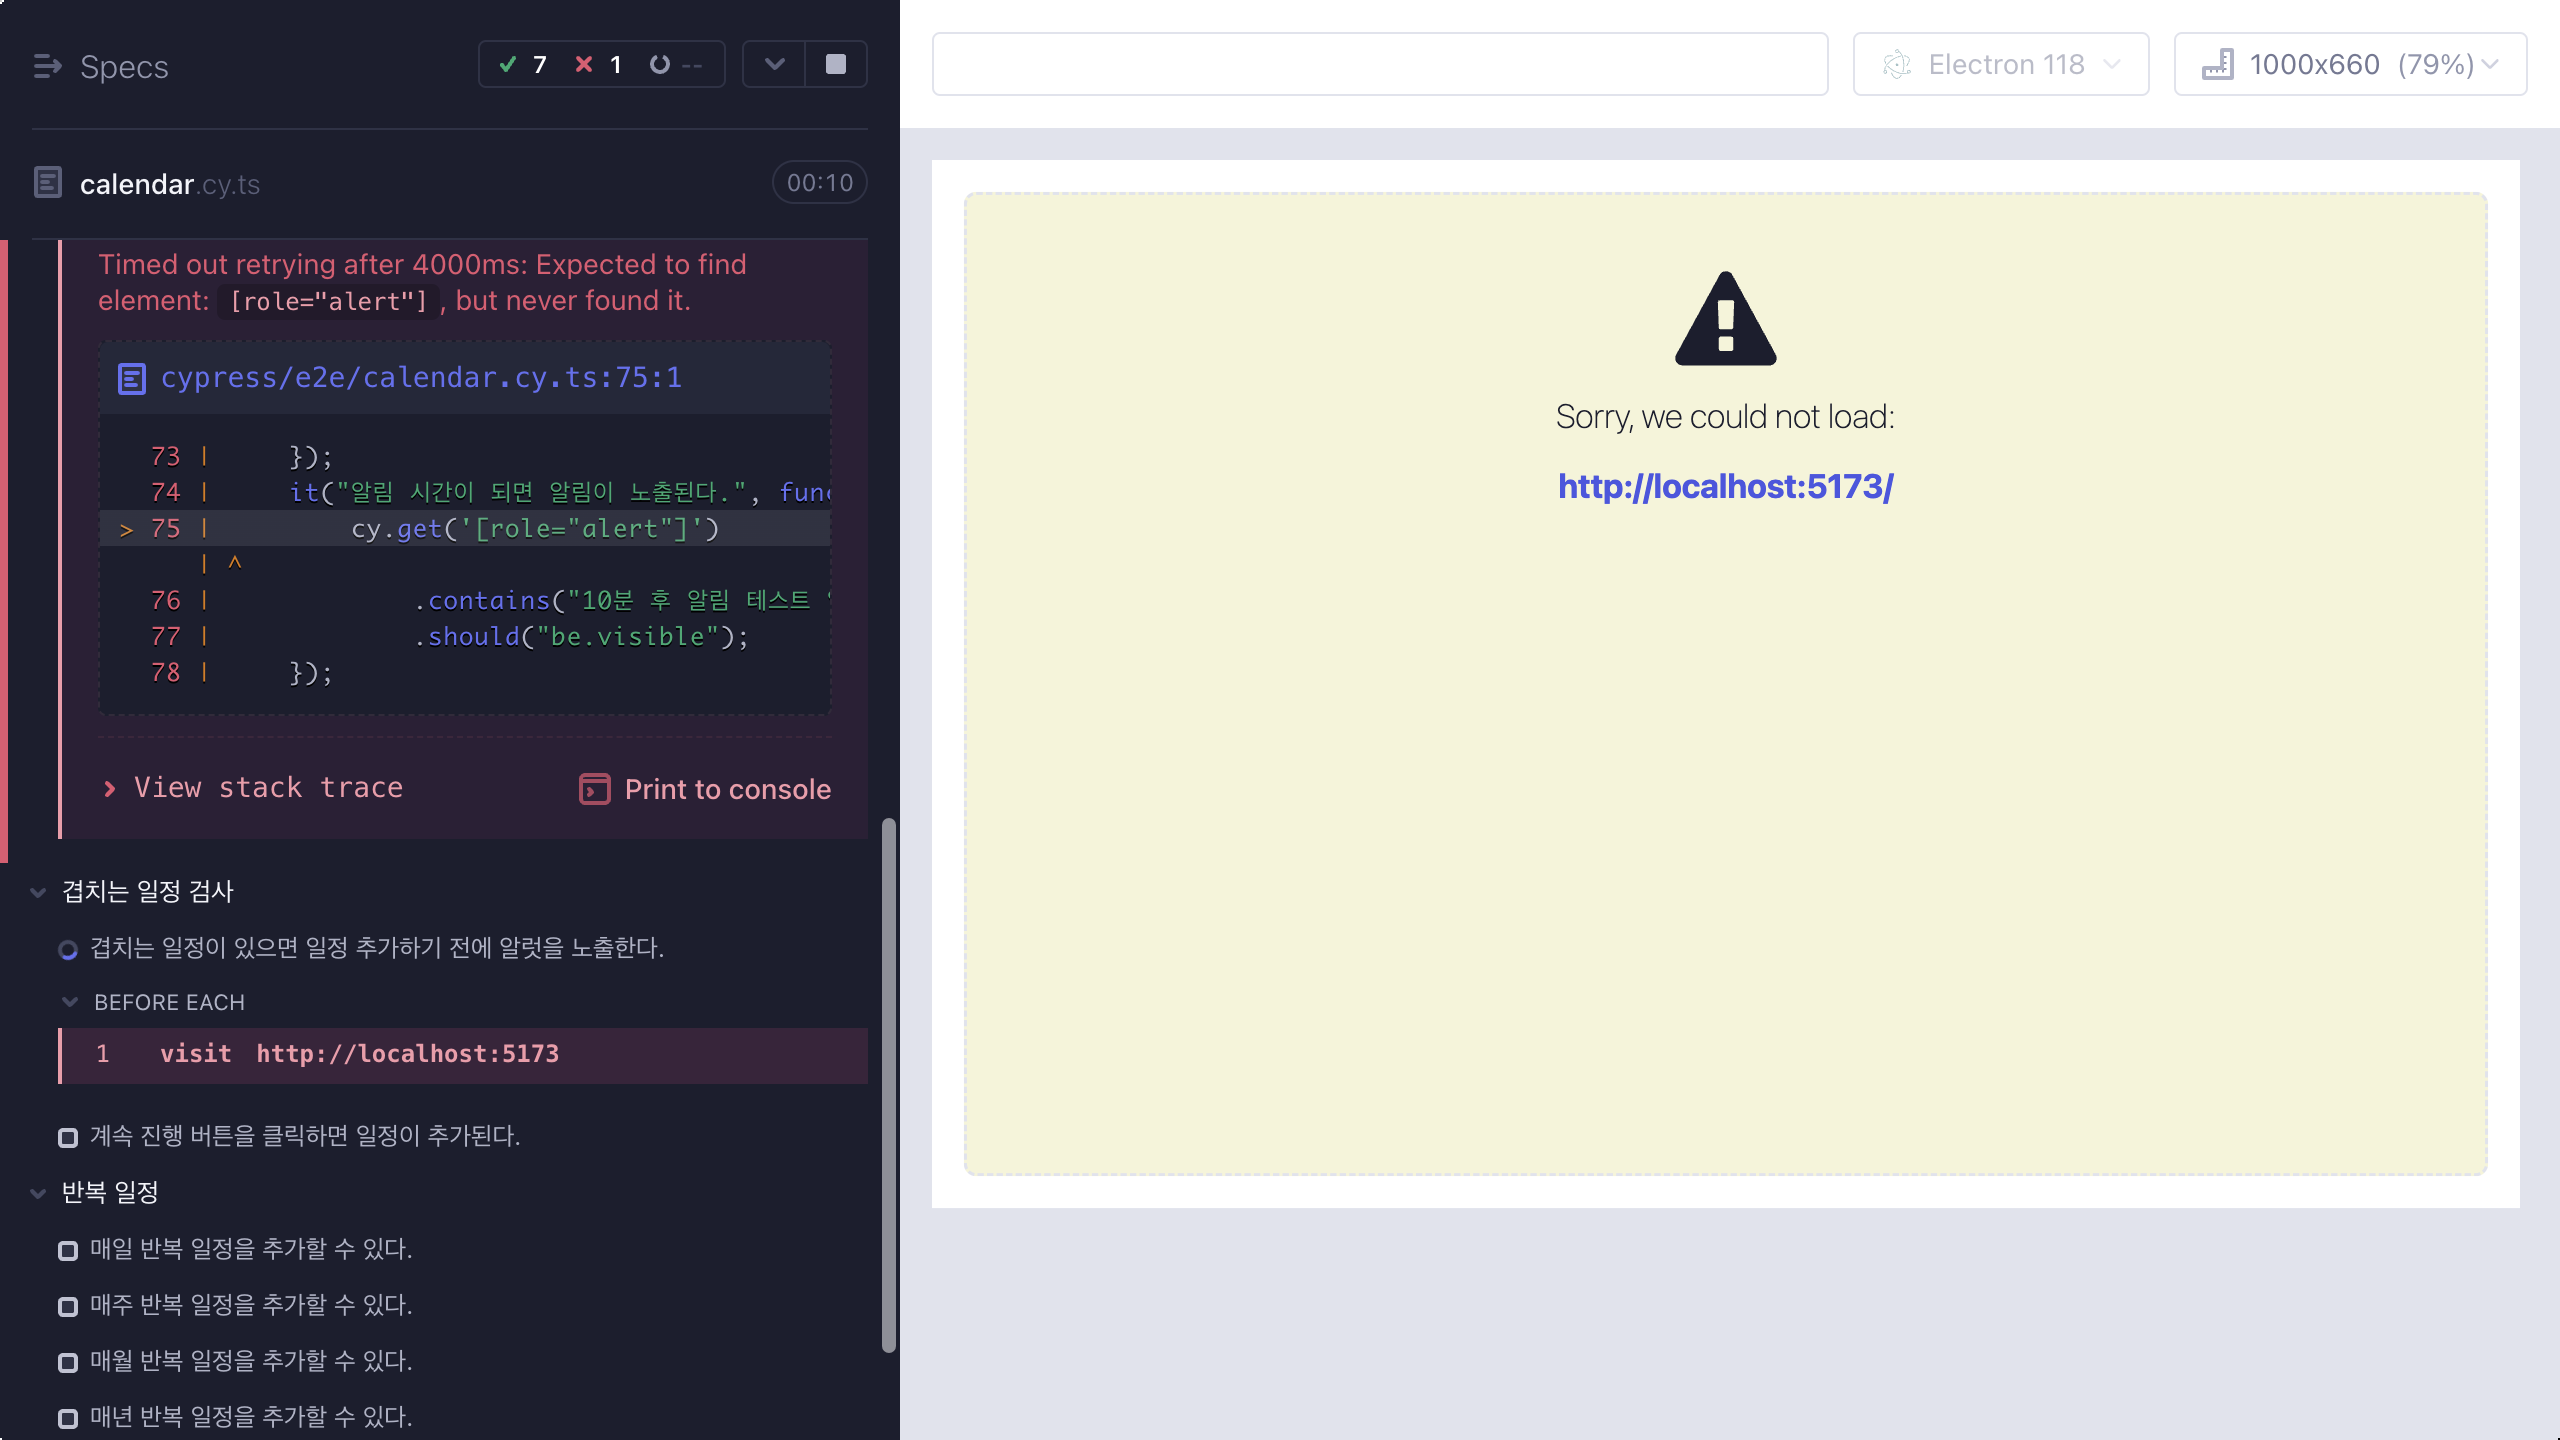 Specs
7 1 --
calendar.cy.ts
00:10
Timed out retrying after 4000ms: Expected to find
element: [role="alert"] , but never found it.
cypress/e2e/calendar.cy.ts:75:1
73 | });
74 | it("알림 시간이 되면 알림이 노출된다.", func
> 75 | cy.get('[role="alert"]')
| ^
76 | .contains("10분 후 알림 테스트
77 | .should("be.visible");
78 | });
View stack trace
Print to console
겹치는 일정 검사
겹치는 일정이 있으면 일정 추가하기 전에 알럿을 노출한다.
BEFORE EACH
1 visit http://localhost:5173
계속 진행 버튼을 클릭하면 일정이 추가된다.
반복 일정
매일 반복 일정을 추가할 수 있다.
매주 반복 일정을 추가할 수 있다.
매월 반복 일정을 추가할 수 있다.
매년 반복 일정을 추가할 수 있다.
Electron 118
1000x660 (79%)
Sorry, we could not load:
http://localhost:5173/